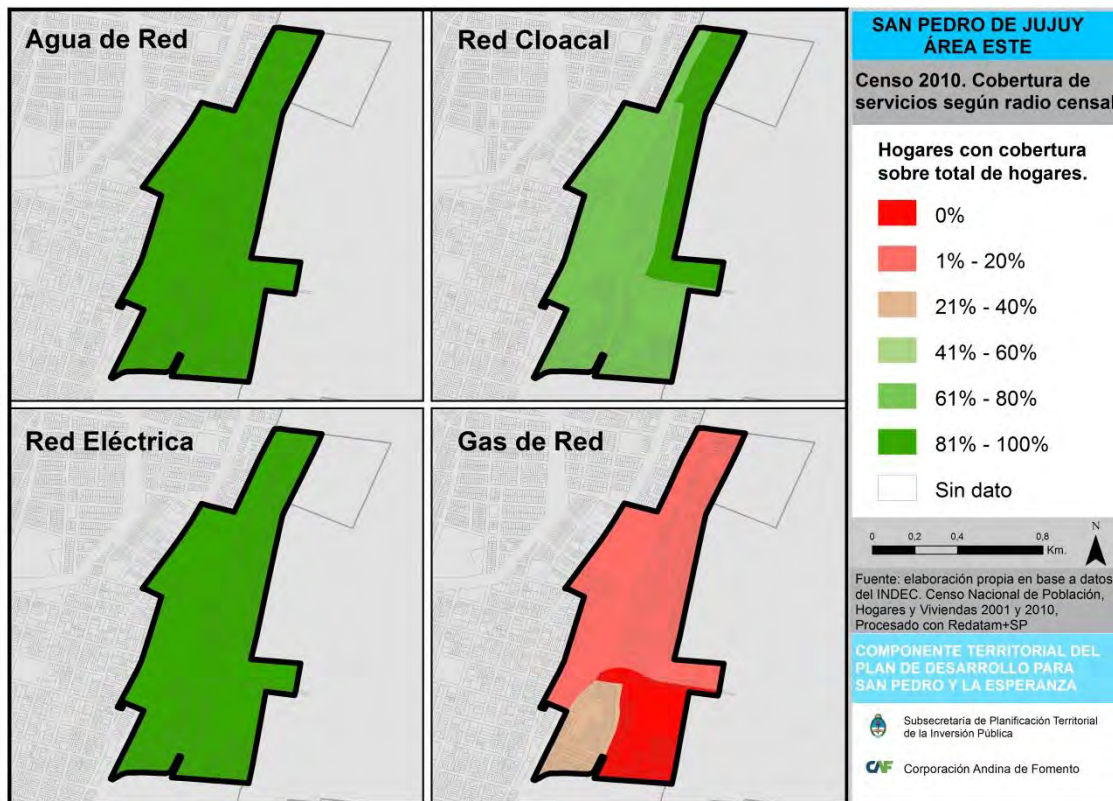 Agua de Red
Red Cloacal
Red Eléctrica
Gas de Red
SAN PEDRO DE JUJUY
ÁREA ESTE
Censo 2010. Cobertura de
servicios según radio censal
Hogares con cobertura
sobre total de hogares.
0%
1% - 20%
21% - 40%
41% - 60%
61% - 80%
81% - 100%
Sin dato
0 0,2 0,4 0,8
Km.
N
Fuente: elaboración propia en base a datos
del INDEC. Censo Nacional de Población,
Hogares y Viviendas 2001 y 2010,
Procesado con Redatam+SP
COMPONENTE TERRITORIAL DEL
PLAN DE DESARROLLO PARA
SAN PEDRO Y LA ESPERANZA
Subsecretaría de Planificación Territorial
de la Inversión Pública
CAF Corporación Andina de Fomento